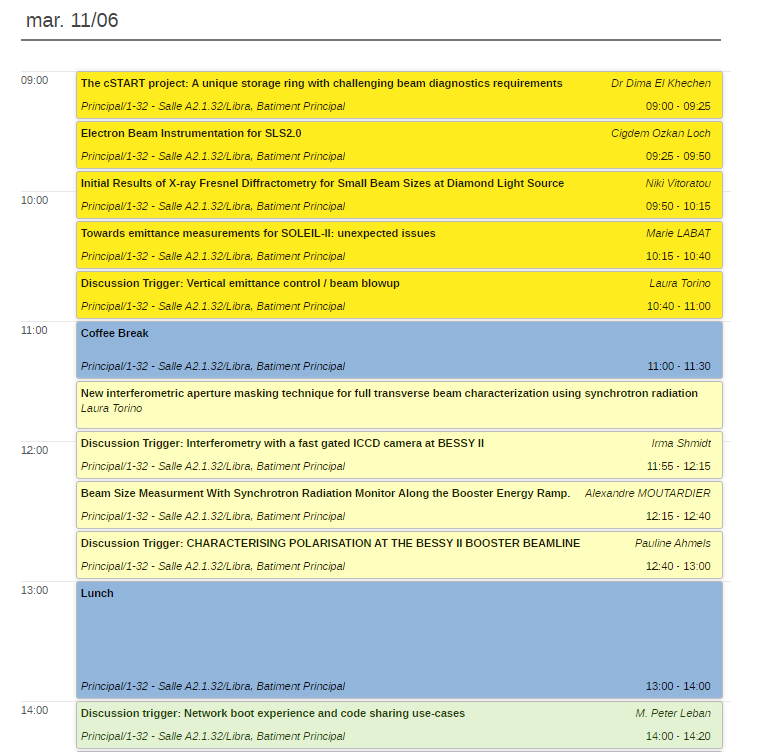 mar. 11/06
09:00
The cSTART project: A unique storage ring with challenging beam diagnostics requirements Dr Dima El Khechen
Principal/1-32 - Salle A2.1.32/Libra, Batiment Principal 09:00 - 09:25
Electron Beam Instrumentation for SLS2.0 Cigdem Ozkan Loch
Principal/1-32 - Salle A2.1.32/Libra, Batiment Principal 09:25 - 09:50
Initial Results of X-ray Fresnel Diffractometry for Small Beam Sizes at Diamond Light Source Niki Vitoratou
10:00
Principal/1-32 - Salle A2.1.32/Libra, Batiment Principal 09:50 - 10:15
Towards emittance measurements for SOLEIL-II: unexpected issues Marie LABAT
Principal/1-32 - Salle A2.1.32/Libra, Batiment Principal 10:15 - 10:40
Discussion Trigger: Vertical emittance control / beam blowup Laura Torino
Principal/1-32 - Salle A2.1.32/Libra, Batiment Principal 10:40 - 11:00
11:00
Coffee Break
Principal/1-32 - Salle A2.1.32/Libra, Batiment Principal 11:00 - 11:30
New interferometric aperture masking technique for full transverse beam characterization using synchrotron radiation
Laura Torino
12:00
Discussion Trigger: Interferometry with a fast gated ICCD camera at BESSY II Irma Shmidt
Principal/1-32 - Salle A2.1.32/Libra, Batiment Principal 11:55 - 12:15
Beam Size Measurment With Synchrotron Radiation Monitor Along the Booster Energy Ramp. Alexandre MOUTARDIER
Principal/1-32 - Salle A2.1.32/Libra, Batiment Principal 12:15 - 12:40
Discussion Trigger: CHARACTERISING POLARISATION AT THE BESSY II BOOSTER BEAMLINE Pauline Ahmels
Principal/1-32 - Salle A2.1.32/Libra, Batiment Principal 12:40 - 13:00
13:00
Lunch
Principal/1-32 - Salle A2.1.32/Libra, Batiment Principal 13:00 - 14:00
14:00
Discussion trigger: Network boot experience and code sharing use-cases M. Peter Leban
Principal/1-32 - Salle A2.1.32/Libra, Batiment Principal 14:00 - 14:20